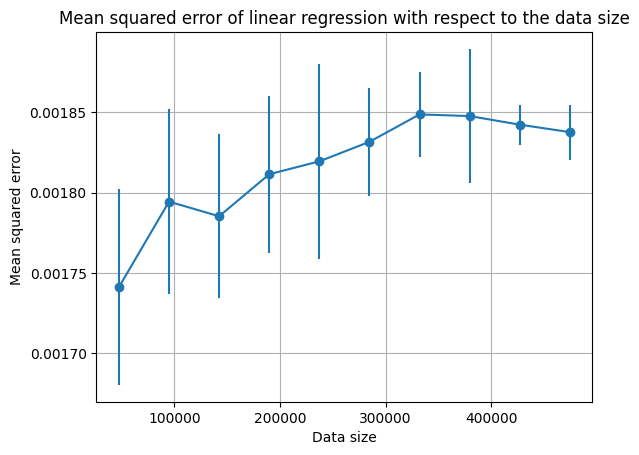 Mean squared error of linear regression with respect to the data size
Mean squared error
0.00185
0.00180
0.00175
0.00170
100000
200000
300000
400000
Data size